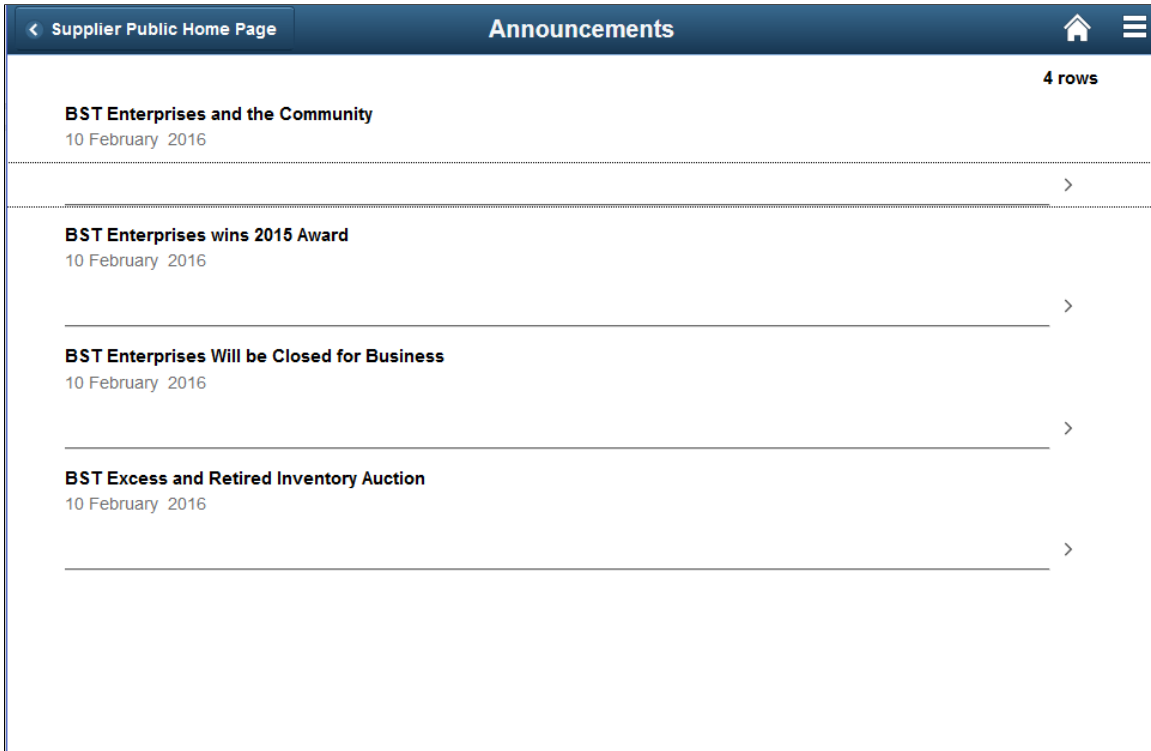 Supplier Public Home Page
Announcements
4 rows
BST Enterprises and the Community
10 February 2016
BST Enterprises wins 2015 Award
10 February 2016
BST Enterprises Will be Closed for Business
10 February 2016
BST Excess and Retired Inventory Auction
10 February 2016